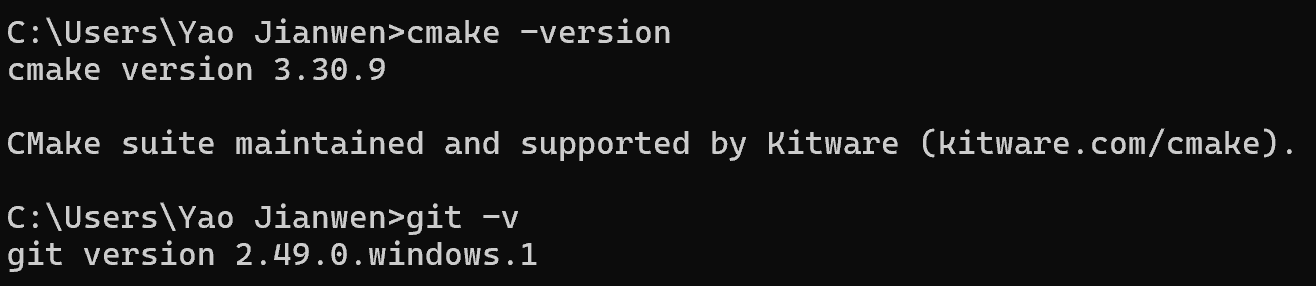 C:\Users\Yao Jianwen>cmake -version
cmake version 3.30.9
CMake suite maintained and supported by Kitware (kitware.com/cmake).
C:\Users\Yao Jianwen>git -v
git version 2.49.0.windows.1